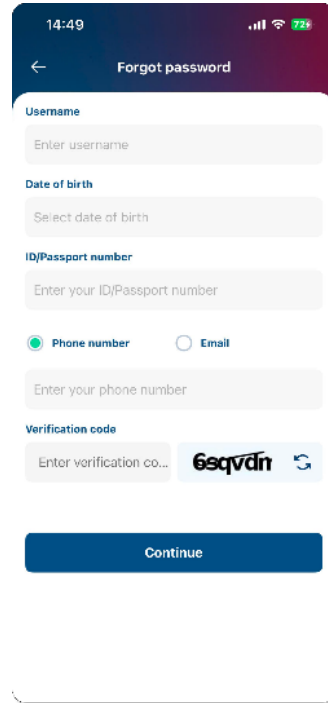 14:49
72
Forgot password
Username
Enter username
Date of birth
Select date of birth
ID/Passport number
Enter your ID/Passport number
Phone number Email
Enter your phone number
Verification code
Enter verification co... 6sqvdn
Continue